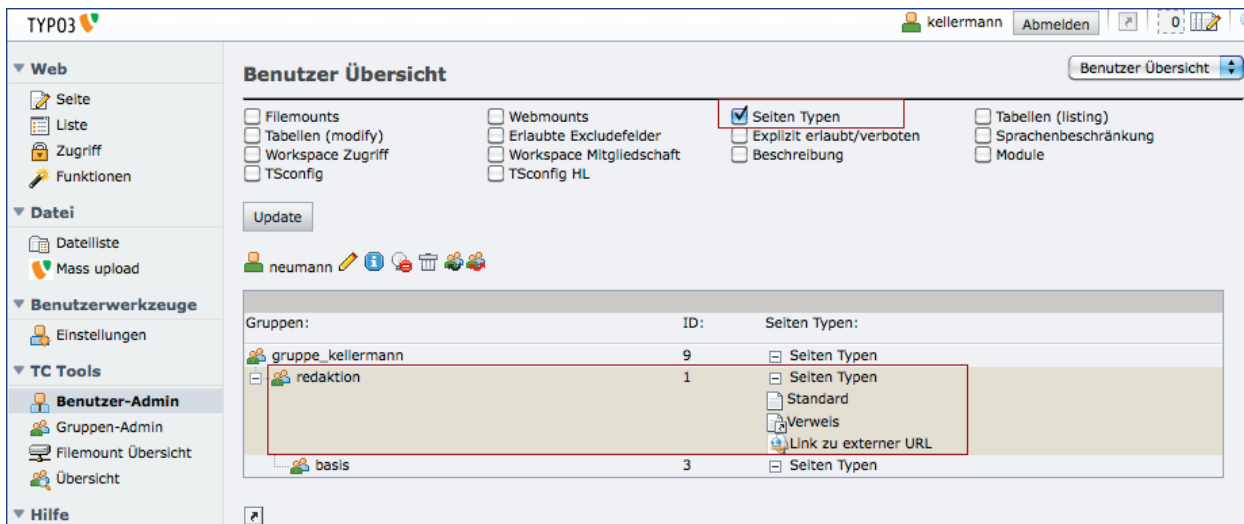 TYPO3
kellermann Abmelden 0
Web
Seite
Liste
Zugriff
Funktionen
Datei
Dateiliste
Mass upload
Benutzerwerkzeuge
Einstellungen
TC Tools
Benutzer-Admin
Gruppen-Admin
Filemount Übersicht
Übersicht
Hilfe
Benutzer Übersicht
Benutzer Übersicht
Filemounts Webmounts Seiten Typen Tabellen (listing)
Tabellen (modify) Erlaubte Excludefelder Explizit erlaubt/verboten Sprachenbeschränkung
Workspace Zugriff Workspace Mitgliedschaft Beschreibung Module
TSconfig TSconfig HL
Update
neumann
Gruppen: ID: Seiten Typen:
gruppe_kellermann 9 Seiten Typen
redaktion 1 Seiten Typen
Standard
Verweis
Link zu externer URL
basis 3 Seiten Typen